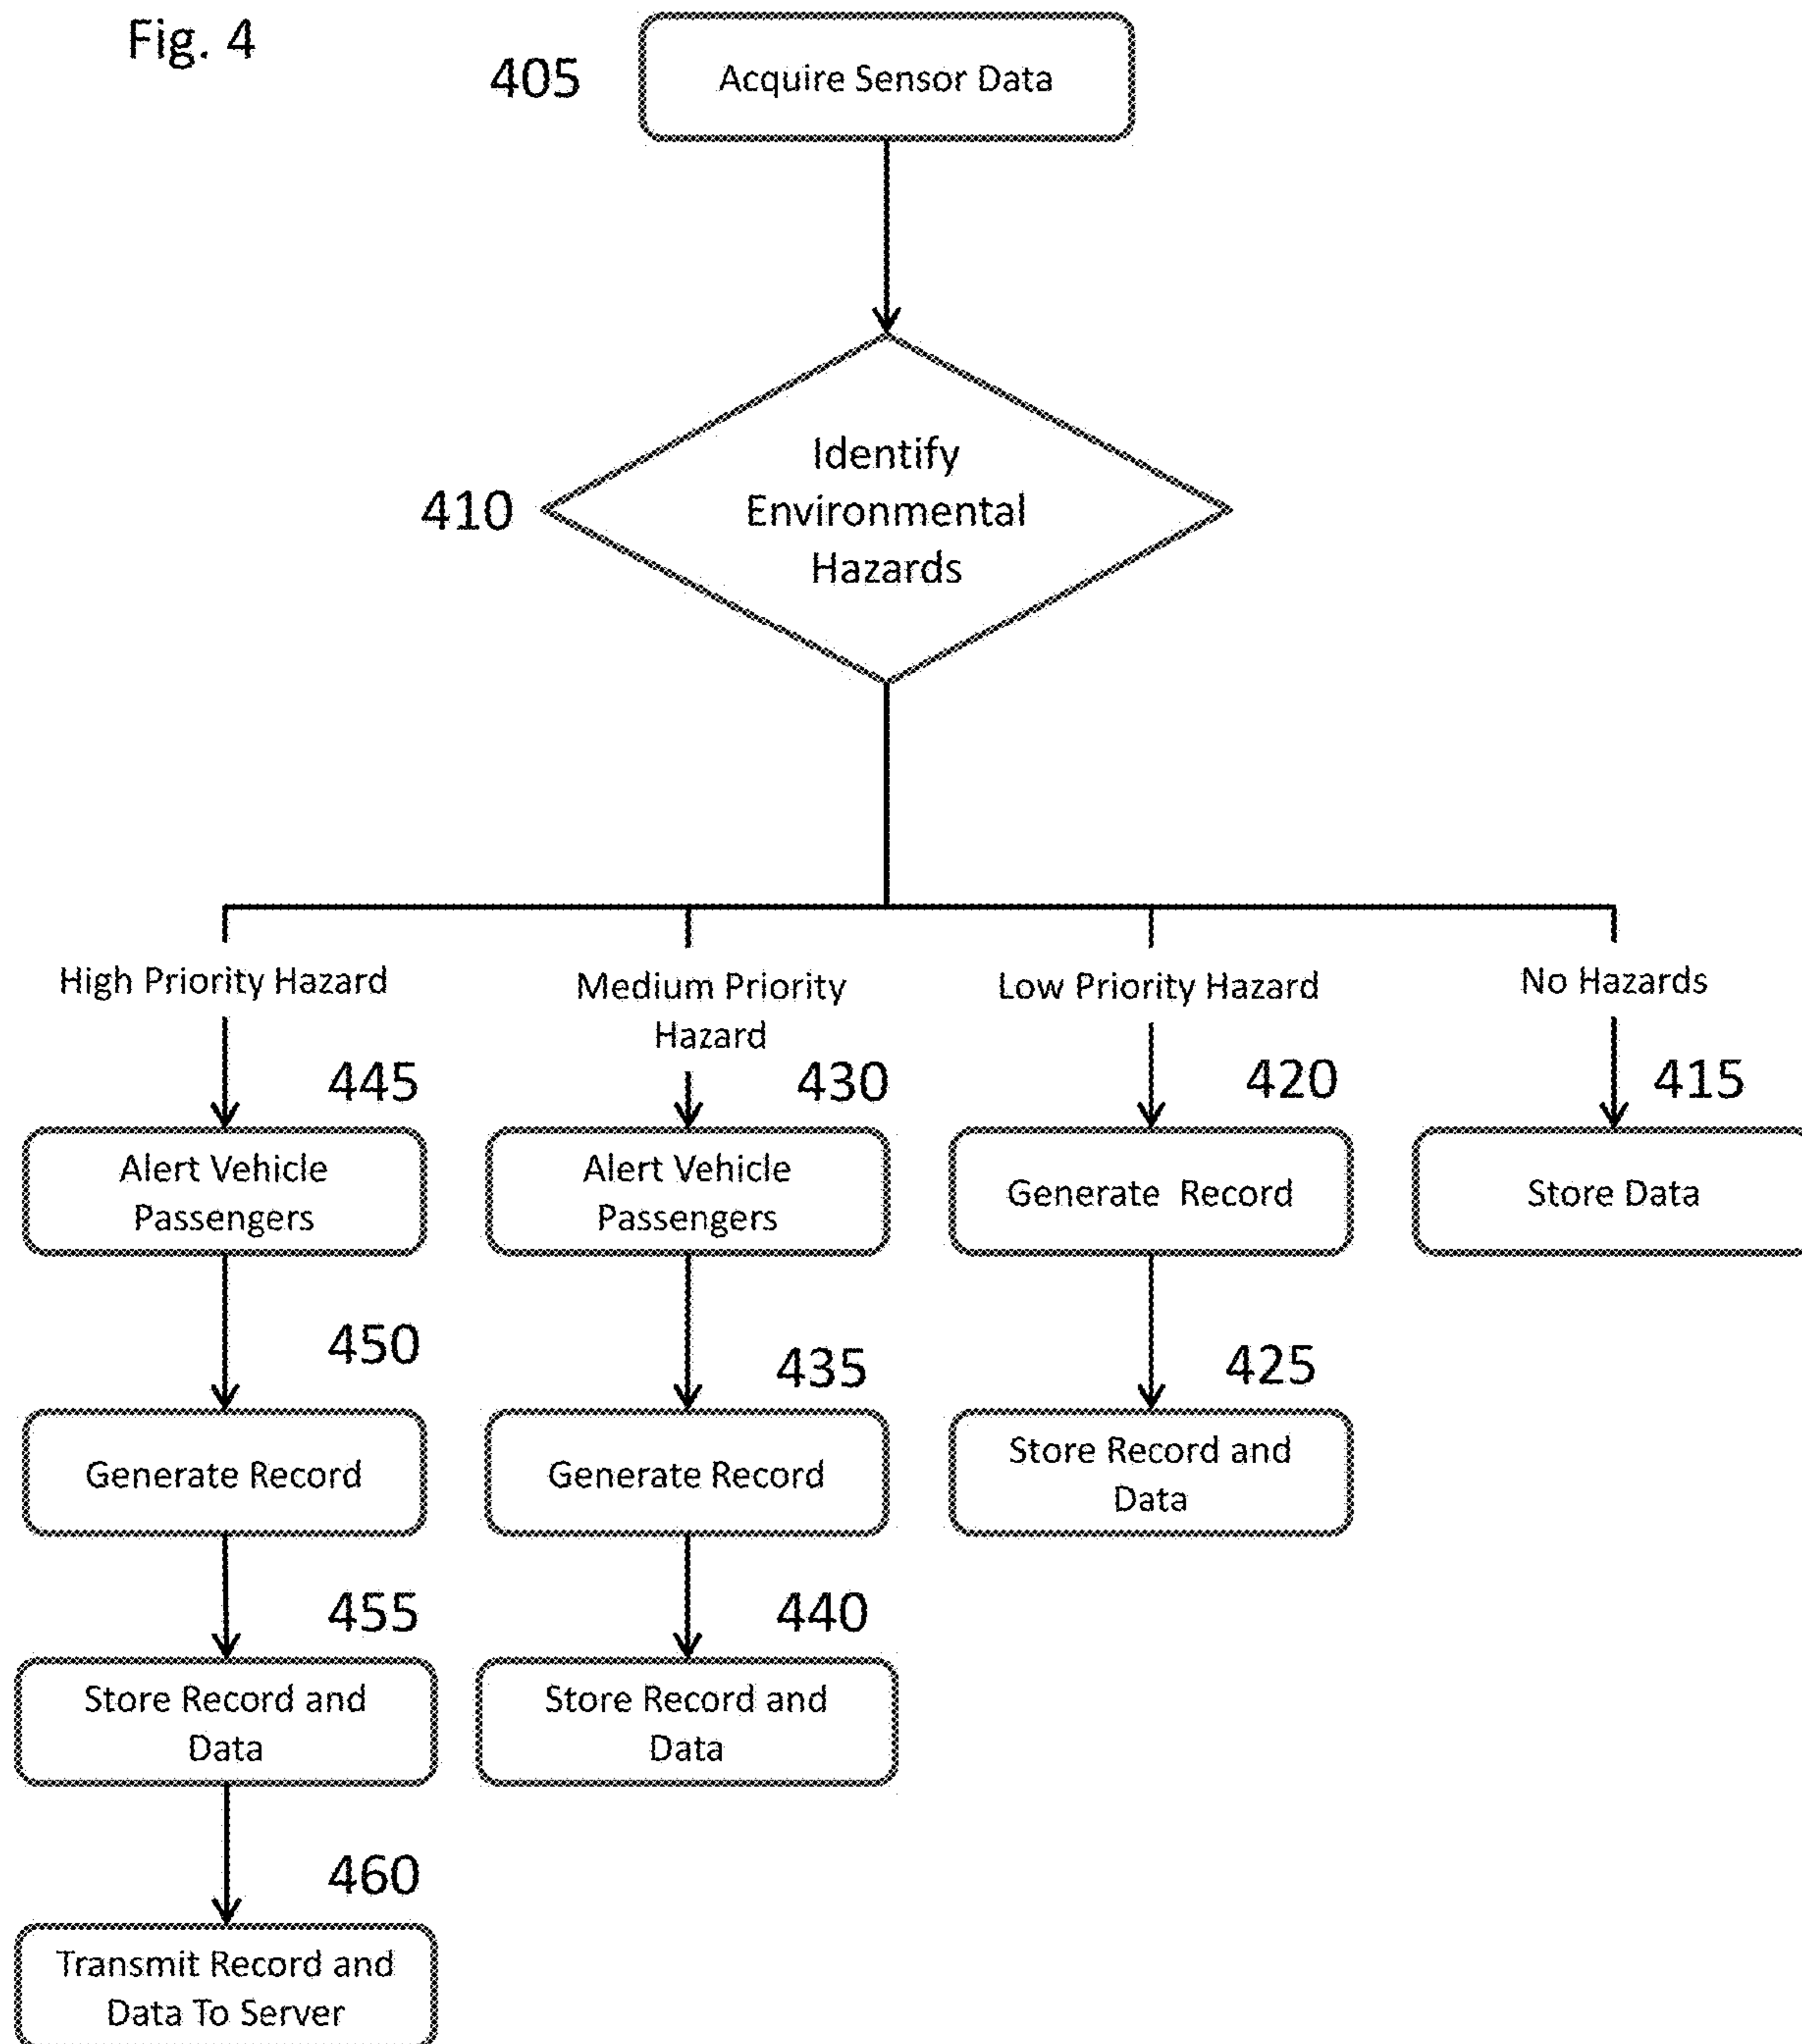 Fig. 4
405
Acquire Sensor Data
410
Identify
Environmental
Hazards
High Priority Hazard
Medium Priority
Hazard
Low Priority Hazard
No Hazards
445
430
420
415
Alert Vehicle
Passengers
Alert Vehicle
Passengers
Generate Record
Store Data
450
435
425
Generate Record
Generate Record
Store Record and
Data
455
440
Store Record and
Data
Store Record and
Data
460
Transmit Record and
Data To Server